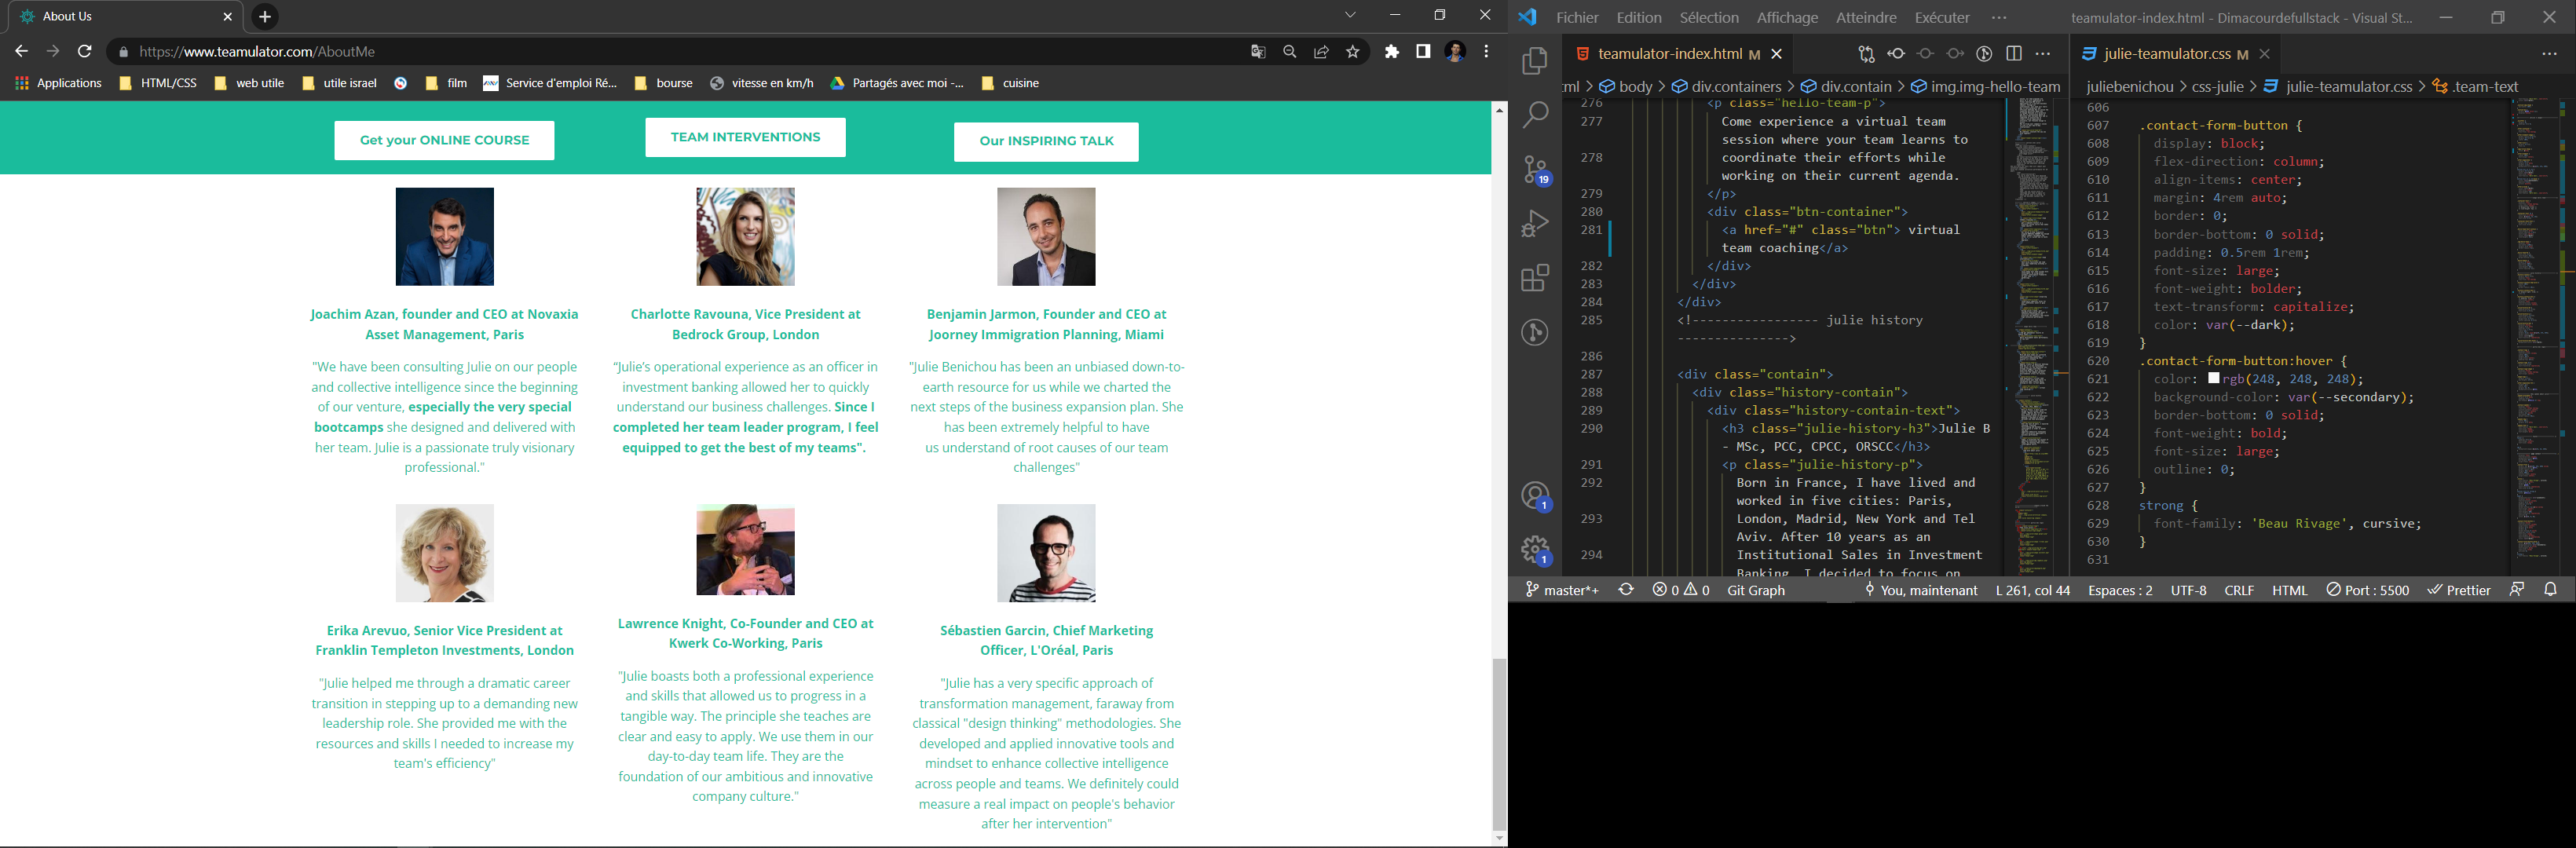 About Us
https://www.teamulator.com/AboutMe
Applications HTML/CSS web utile utile israel film Service d'emploi Ré... bourse vitesse en km/h Partagés avec moi -... cuisine
Get your ONLINE COURSE
TEAM INTERVENTIONS
Our INSPIRING TALK
Joachim Azan, founder and CEO at Novaxia
Asset Management, Paris
"We have been consulting Julie on our people
and collective intelligence since the beginning
of our venture, especially the very special
bootcamps she designed and delivered with
her team. Julie is a passionate truly visionary
professional."
Charlotte Ravouna, Vice President at
Bedrock Group, London
"Julie's operational experience as an officer in
investment banking allowed her to quickly
understand our business challenges. Since I
completed her team leader program, I feel
equipped to get the best of my teams".
Benjamin Jarmon, Founder and CEO at
Joorney Immigration Planning, Miami
"Julie Benichou has been an unbiased down-to-
earth resource for us while we charted the
next steps of the business expansion plan. She
has been extremely helpful to have
us understand of root causes of our team
challenges"
Erika Arevuo, Senior Vice President at
Franklin Templeton Investments, London
"Julie helped me through a dramatic career
transition in stepping up to a demanding new
leadership role. She provided me with the
resources and skills I needed to increase my
team's efficiency"
Lawrence Knight, Co-Founder and CEO at
Kwerk Co-Working, Paris
"Julie boasts both a professional experience
and skills that allowed us to progress in a
tangible way. The principle she teaches are
clear and easy to apply. We use them in our
day-to-day team life. They are the
foundation of our ambitious and innovative
company culture."
Sébastien Garcin, Chief Marketing
Officer, L'Oréal, Paris
"Julie has a very specific approach of
transformation management, faraway from
classical "design thinking" methodologies. She
developed and applied innovative tools and
mindset to enhance collective intelligence
across people and teams. We definitely could
measure a real impact on people's behavior
after her intervention"
Fichier Edition Sélection Affichage Atteindre Exécuter ··· teamulator-index.html - Dimacourdefullstack - Visual St...
teamulator-index.html M
julie-teamulator.css M
ml > body > div.containers > div.contain > img.img-hello-team
juliebenichou > css-julie > julie-teamulator.css > .team-text
19
1
1
276 <p class="hello-team-p">
277 Come experience a virtual team
session where your team learns to
278 coordinate their efforts while
working on their current agenda.
279 </p>
280 <div class="btn-container">
281 <a href="#" class="btn"> virtual
team coaching</a>
282 </div>
283 </div>
284 </div>
285 <!----------------- julie history
--------------->
286
287 <div class="contain">
288 <div class="history-contain">
289 <div class="history-contain-text">
290 <h3 class="julie-history-h3">Julie B
- MSc, PCC, CPCC, ORSCC</h3>
291 <p class="julie-history-p">
292 Born in France, I have lived and
worked in five cities: Paris,
293 London, Madrid, New York and Tel
Aviv. After 10 years as an
294 Institutional Sales in Investment
Banking, I decided to focus on
606
607 .contact-form-button {
608 display: block;
609 flex-direction: column;
610 align-items: center;
611 margin: 4rem auto;
612 border: 0;
613 border-bottom: 0 solid;
614 padding: 0.5rem 1rem;
615 font-size: large;
616 font-weight: bolder;
617 text-transform: capitalize;
618 color: var(--dark);
619 }
620 .contact-form-button:hover {
621 color: rgb(248, 248, 248);
622 background-color: var(--secondary);
623 border-bottom: 0 solid;
624 font-weight: bold;
625 font-size: large;
626 outline: 0;
627 }
628 strong {
629 font-family: 'Beau Rivage', cursive;
630 }
631
master*+ 0 0 Git Graph You, maintenant L 261, col 44 Espaces : 2 UTF-8 CRLF HTML Port : 5500 Prettier